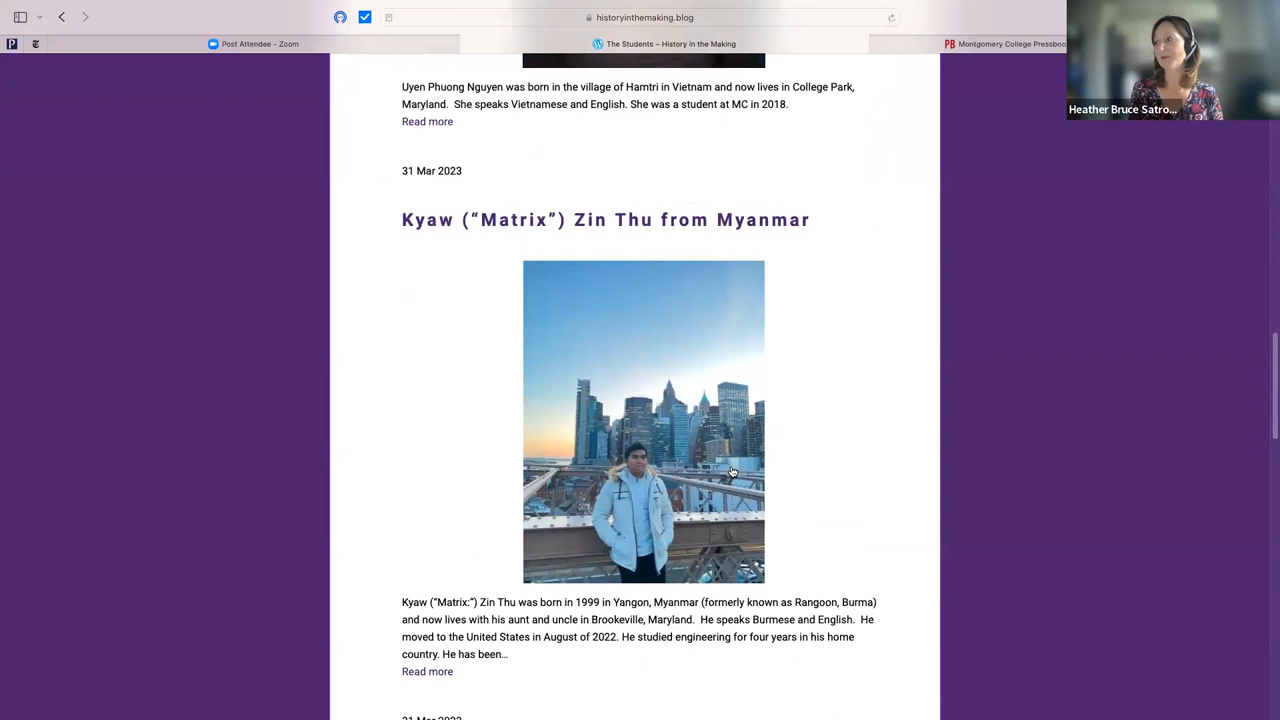 historyinthemaking.blog
Post Attendee - Zoom
The Students – History in the Making
PB Montgomery College Pressboo
Heather Bruce Satro...
Uyen Phuong Nguyen was born in the village of Hamtri in Vietnam and now lives in College Park,
Maryland. She speaks Vietnamese and English. She was a student at MC in 2018.
Read more
31 Mar 2023
Kyaw (“Matrix”) Zin Thu from Myanmar
Kyaw (“Matrix:”) Zin Thu was born in 1999 in Yangon, Myanmar (formerly known as Rangoon, Burma)
and now lives with his aunt and uncle in Brookeville, Maryland. He speaks Burmese and English. He
moved to the United States in August of 2022. He studied engineering for four years in his home
country. He has been…
Read more